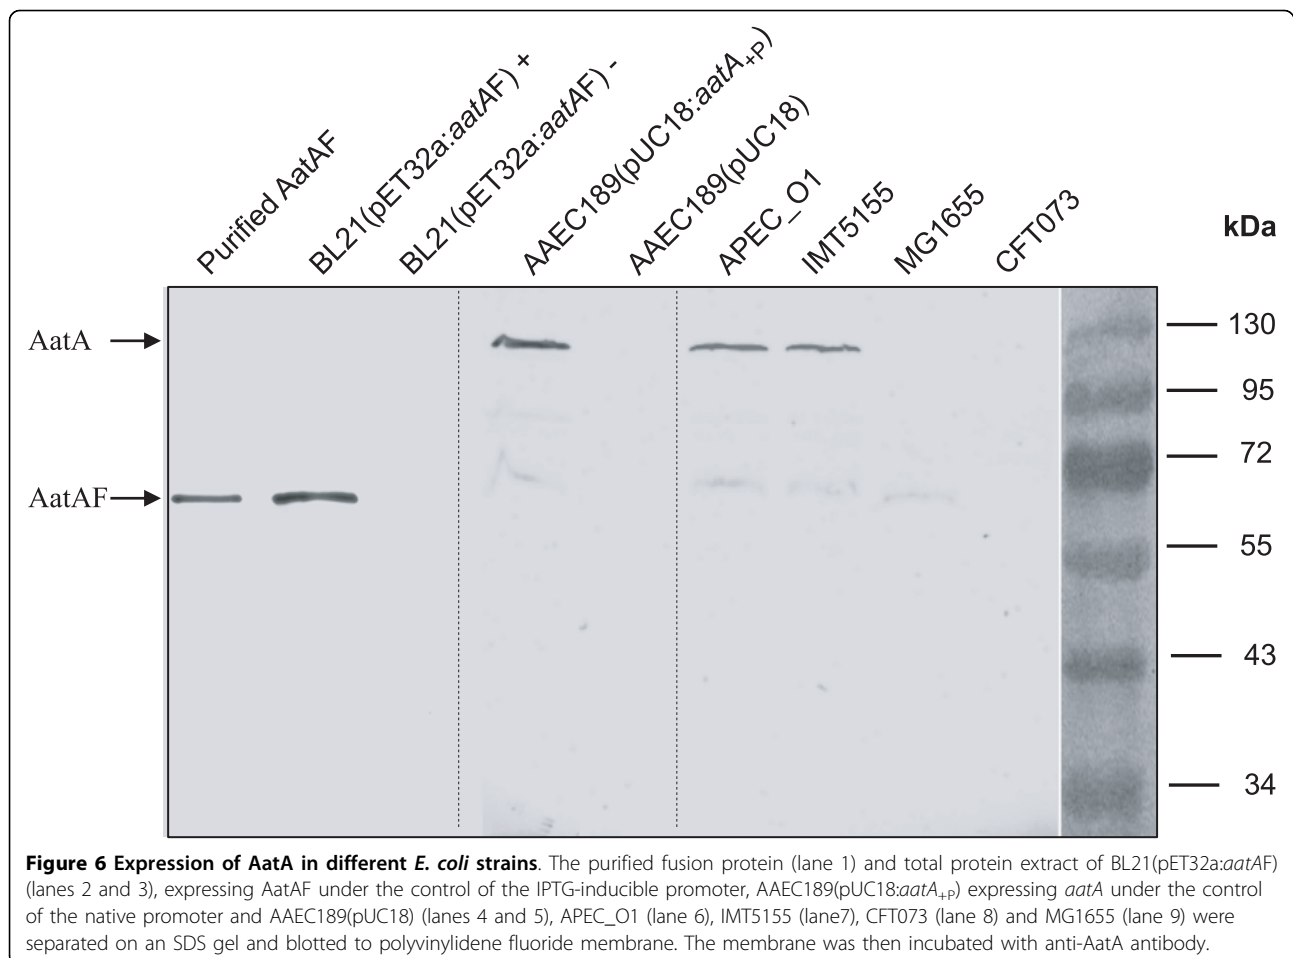 Purified AatAF
BL21(pET32a:aatAF) +
BL21(pET32a:aatAF) -
AAEC189(pUC18:aatA+P)
AAEC189(pUC18)
APEC_O1
IMT5155
MG1655
CFT073
kDa
AatA
AatAF
130
95
72
55
43
34
Figure 6 Expression of AatA in different E. coli strains. The purified fusion protein (lane 1) and total protein extract of BL21(pET32a:aatAF)
(lanes 2 and 3), expressing AatAF under the control of the IPTG-inducible promoter, AAEC189(pUC18:aatA+P) expressing aatA under the control
of the native promoter and AAEC189(pUC18) (lanes 4 and 5), APEC_O1 (lane 6), IMT5155 (lane7), CFT073 (lane 8) and MG1655 (lane 9) were
separated on an SDS gel and blotted to polyvinylidene fluoride membrane. The membrane was then incubated with anti-AatA antibody.